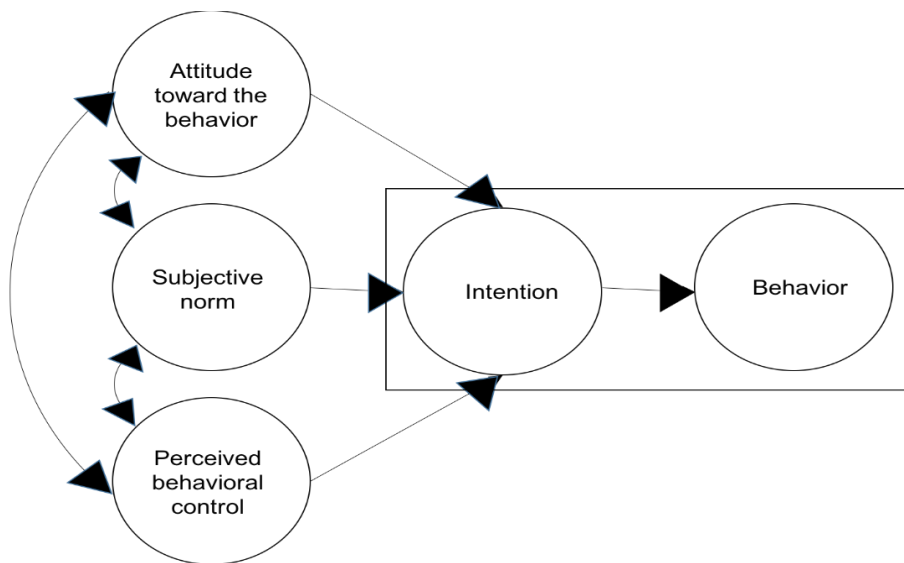 Attitude
toward the
behavior
Subjective
norm
Intention
Behavior
Perceived
behavioral
control